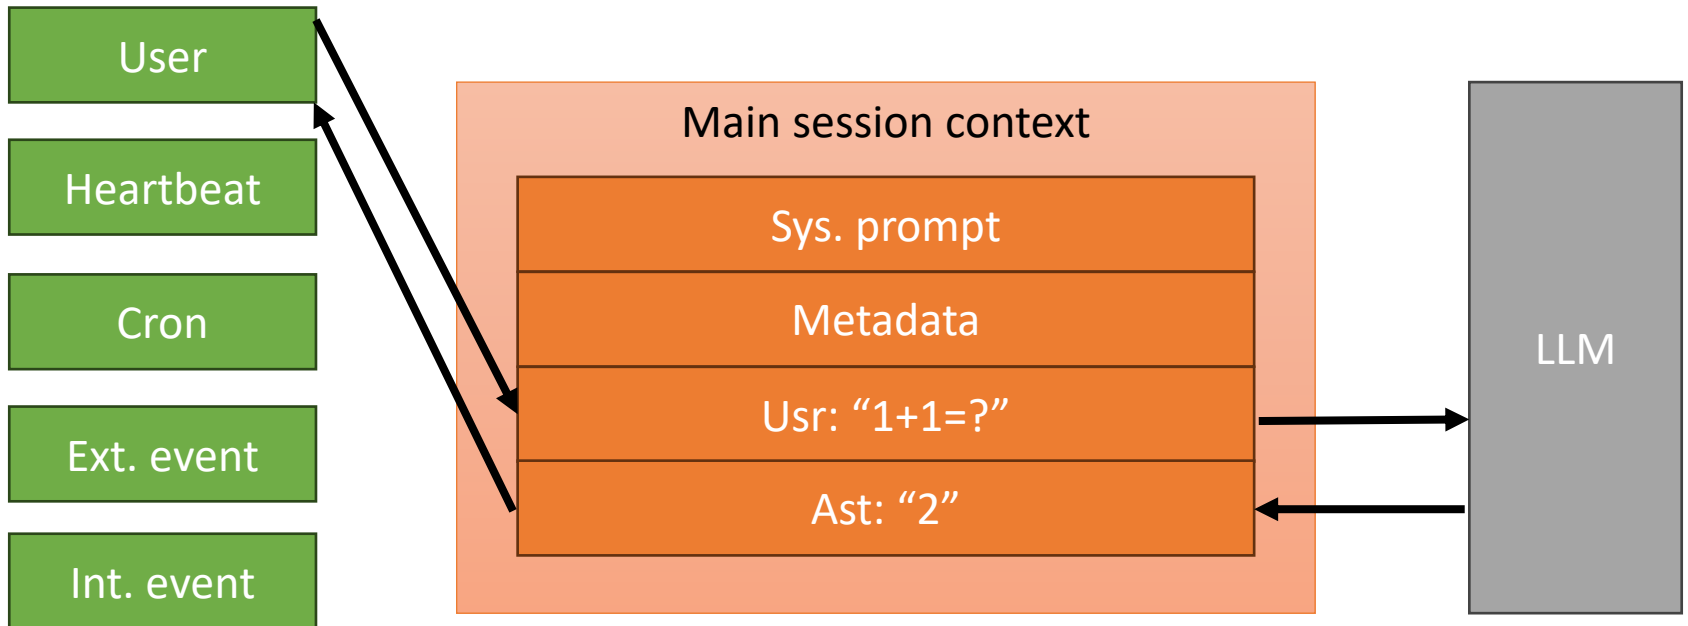 User
Heartbeat
Cron
Ext. event
Int. event
Main session context
Sys. prompt
Metadata
Usr: “1+1=?”
Ast: “2”
LLM